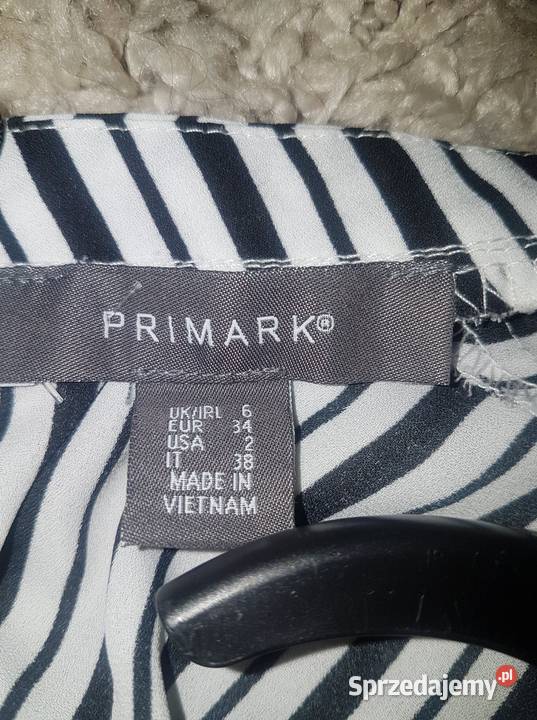 PRIMARK®
UK/IRL 6
EUR 34
USA 2
IT 38
MADE IN
VIETNAM
Sprzedajemy.pl